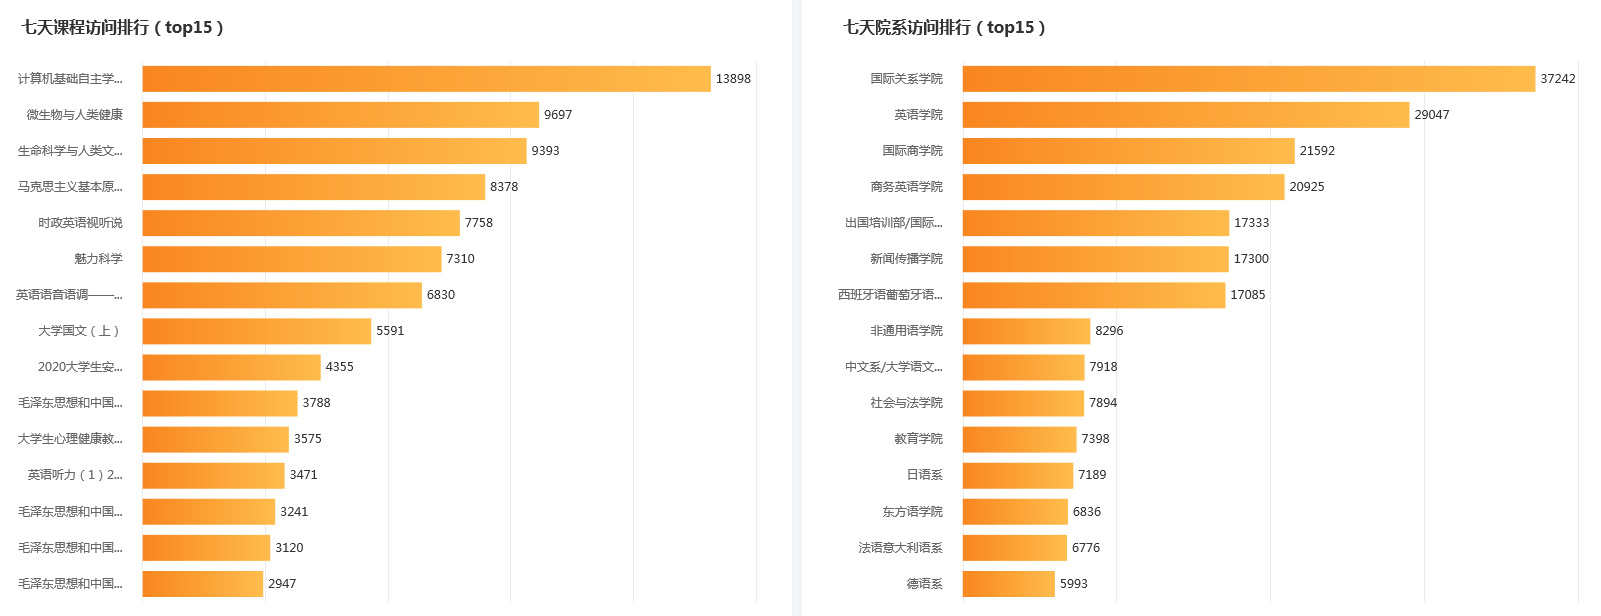 七天课程访问排行（top15）
计算机基础自主学... 13898
微生物与人类健康 9697
生命科学与人类文... 9393
马克思主义基本原... 8378
时政英语视听说 7758
魅力科学 7310
英语语音语调——... 6830
大学国文（上） 5591
2020大学生安... 4355
毛泽东思想和中国... 3788
大学生心理健康教... 3575
英语听力（1）2... 3471
毛泽东思想和中国... 3241
毛泽东思想和中国... 3120
毛泽东思想和中国... 2947
七天院系访问排行（top15）
国际关系学院 37242
英语学院 29047
国际商学院 21592
商务英语学院 20925
出国培训部/国际... 17333
新闻传播学院 17300
西班牙语葡萄牙语... 17085
非通用语学院 8296
中文系/大学语文... 7918
社会与法学院 7894
教育学院 7398
日语系 7189
东方语学院 6836
法语意大利语系 6776
德语系 5993